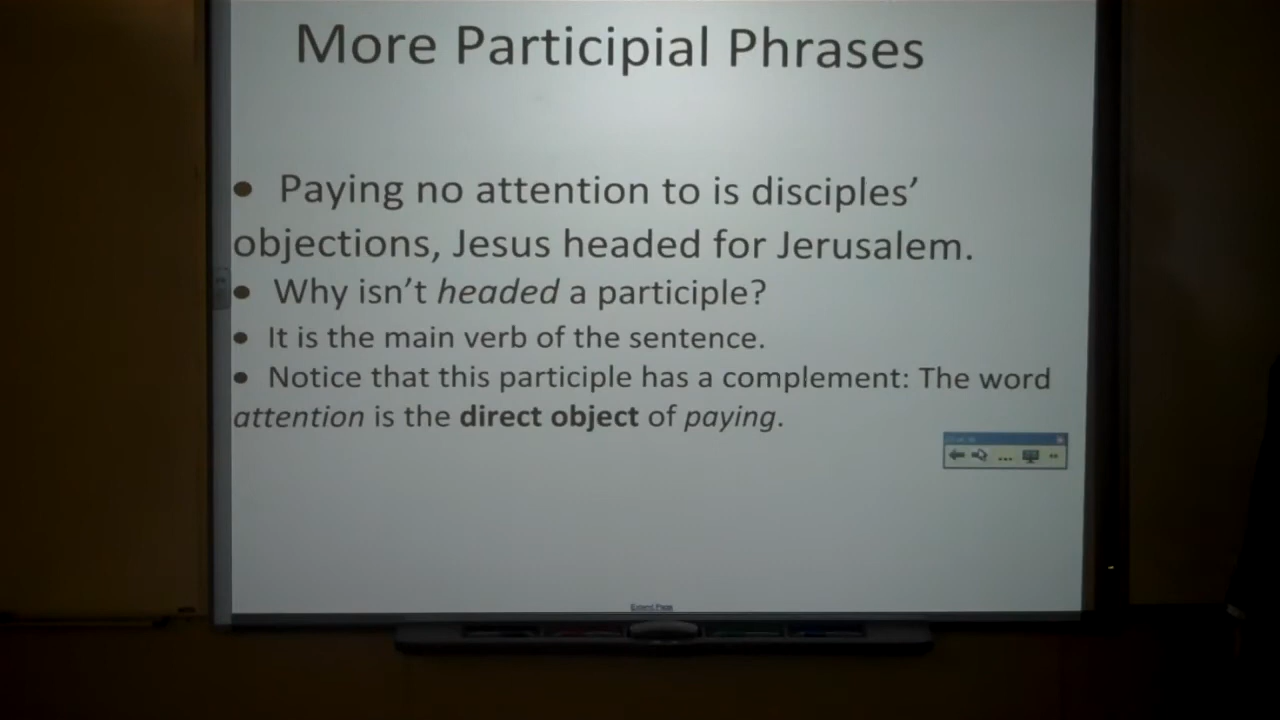 More Participial Phrases
• Paying no attention to is disciples’
objections, Jesus headed for Jerusalem.
• Why isn’t headed a participle?
• It is the main verb of the sentence.
• Notice that this participle has a complement: The word
attention is the direct object of paying.
Extend Page